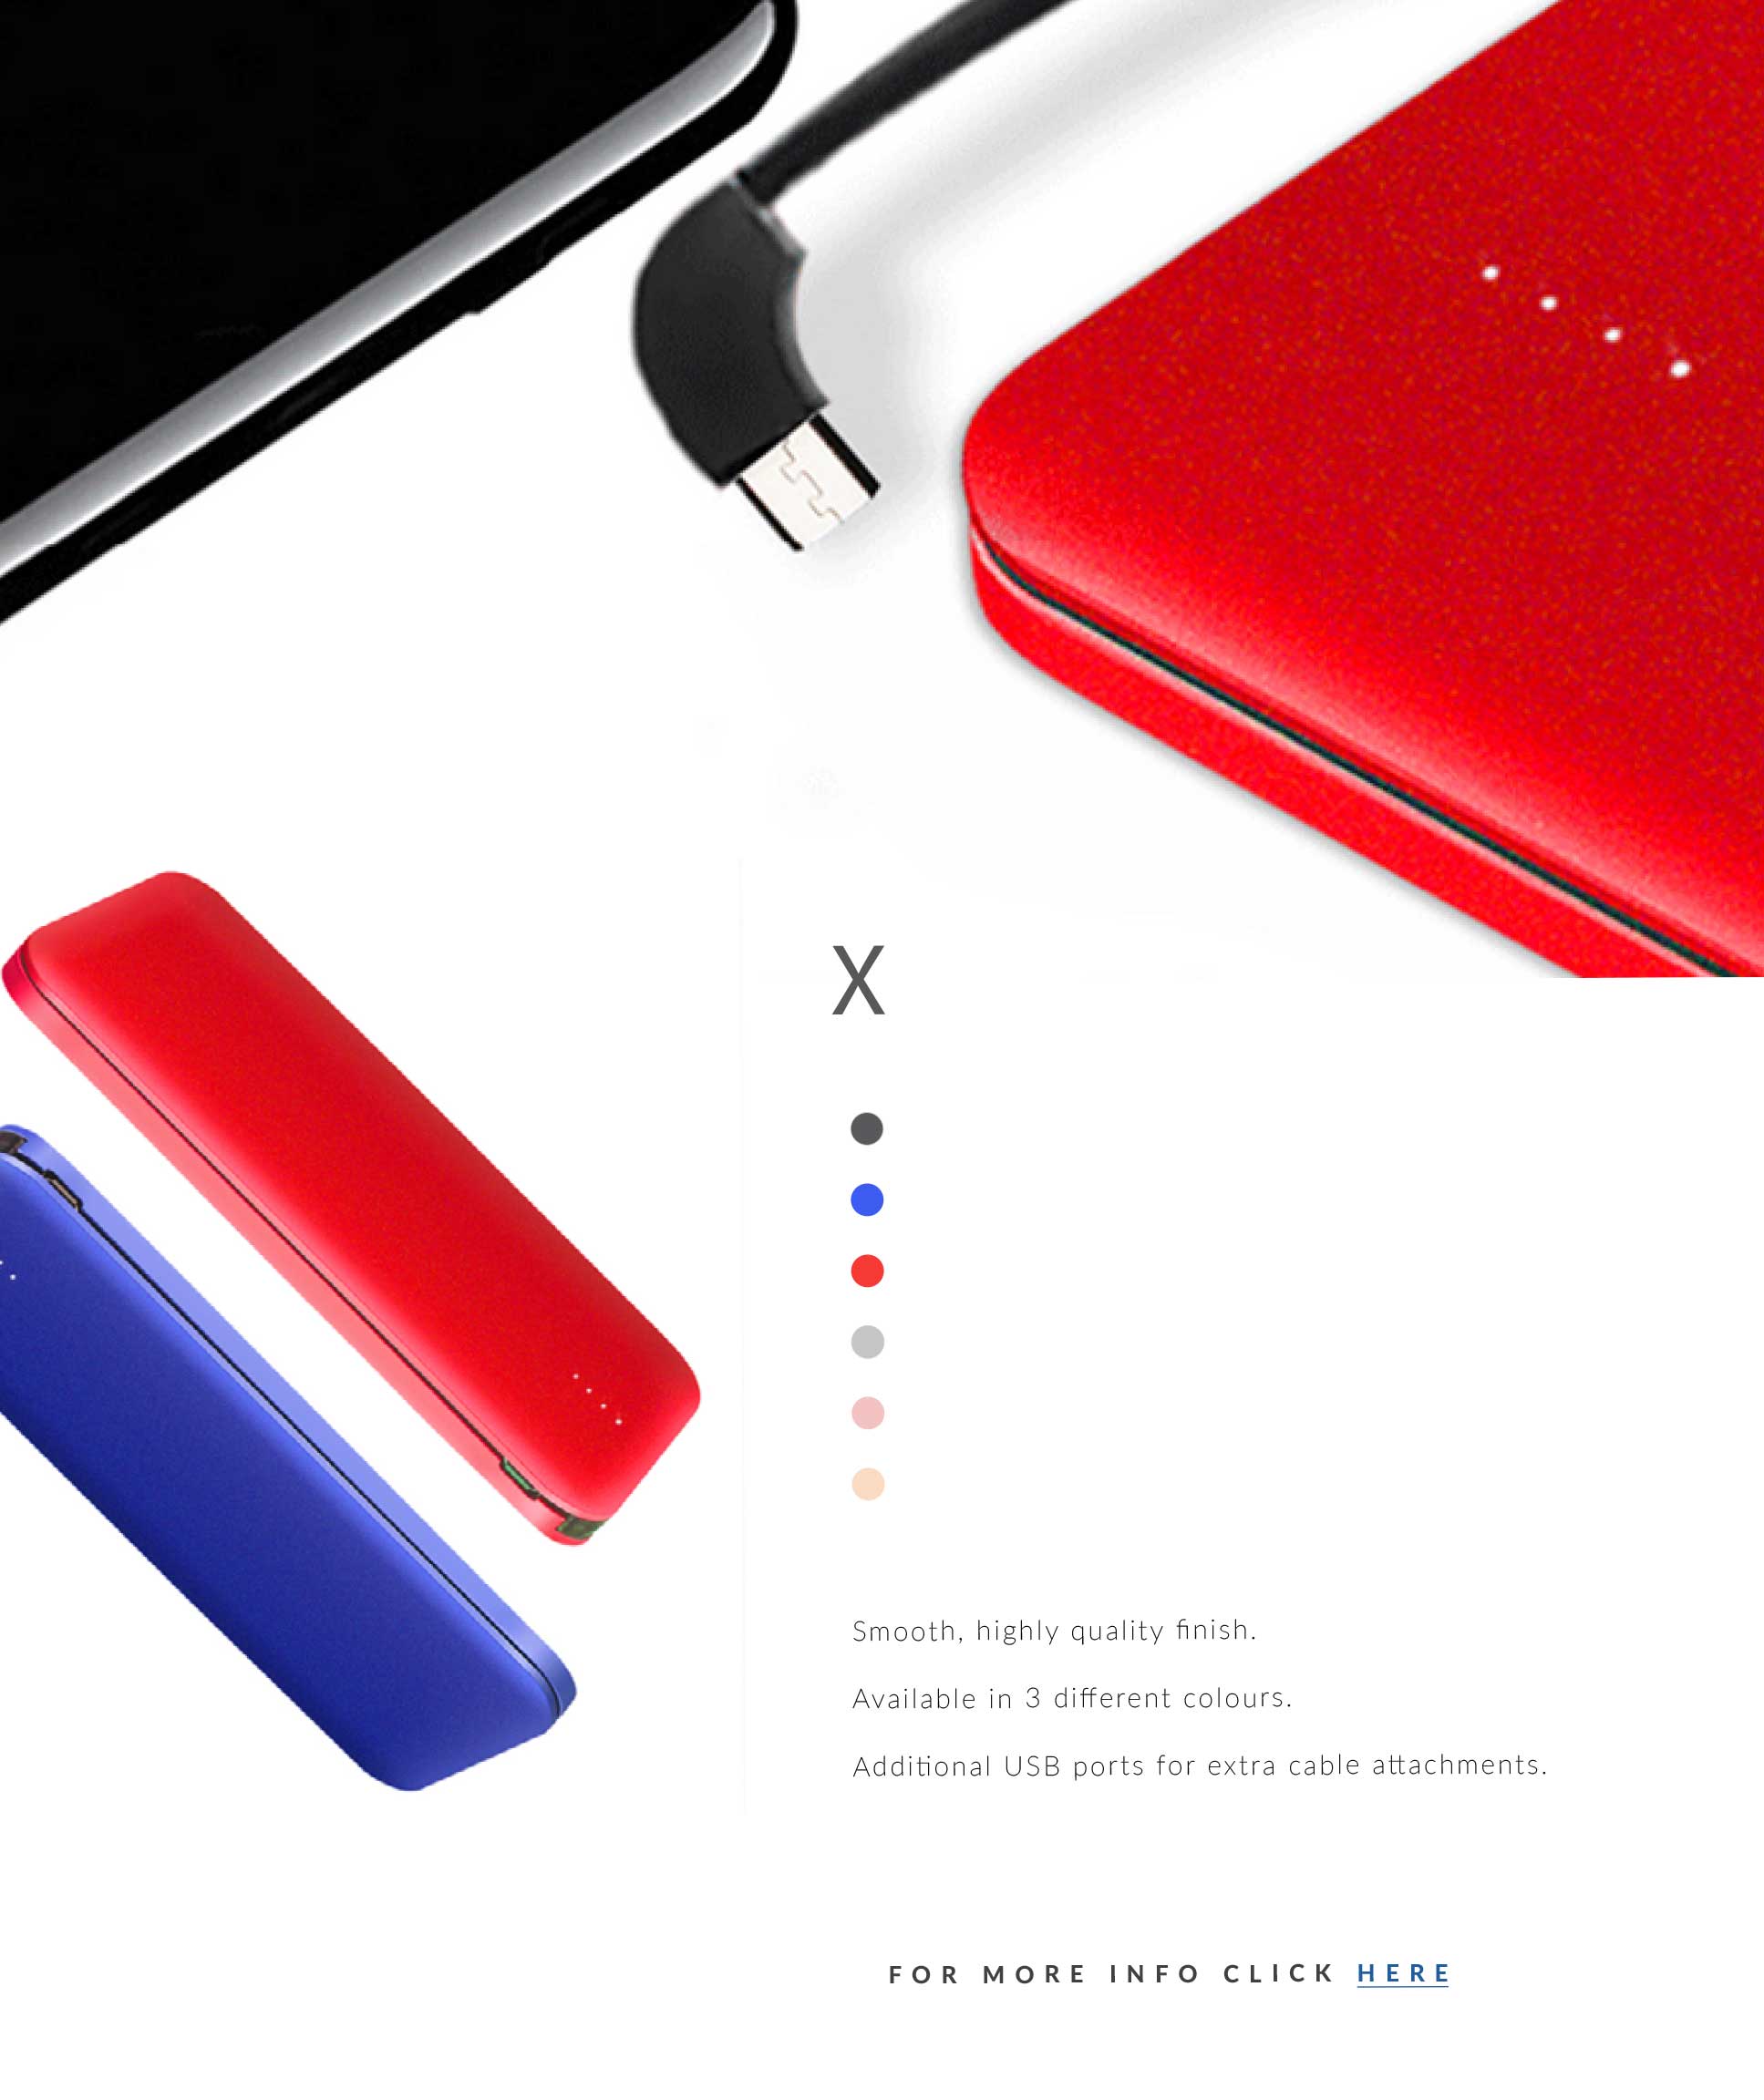 X
Smooth, highly quality finish.
Available in 3 different colours.
Additional USB ports for extra cable attachments.
FOR MORE INFO CLICK HERE